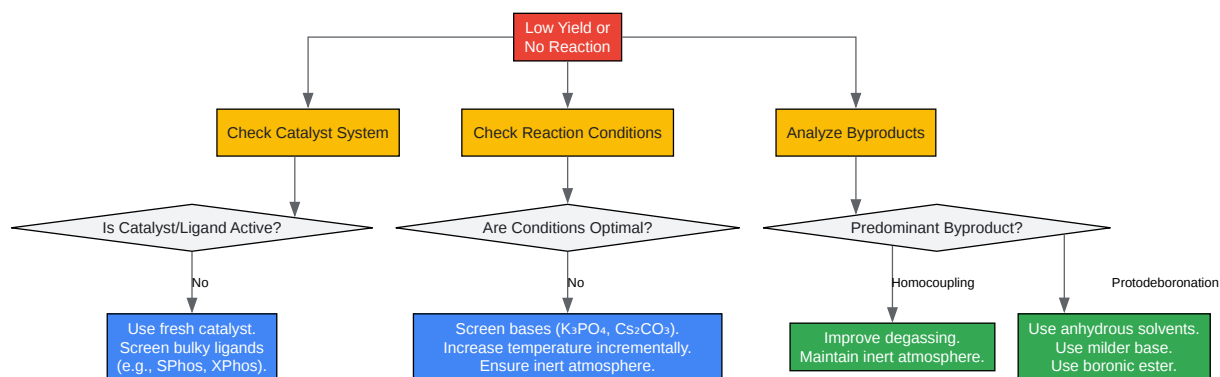 Low Yield or
No Reaction
Check Catalyst System
Check Reaction Conditions
Analyze Byproducts
Is Catalyst/Ligand Active?
Are Conditions Optimal?
Predominant Byproduct?
No
No
Homocoupling
Protodeboronation
Use fresh catalyst.
Screen bulky ligands
(e.g., SPhos, XPhos).
Screen bases (K₃PO₄, Cs₂CO₃).
Increase temperature incrementally.
Ensure inert atmosphere.
Improve degassing.
Maintain inert atmosphere.
Use anhydrous solvents.
Use milder base.
Use boronic ester.